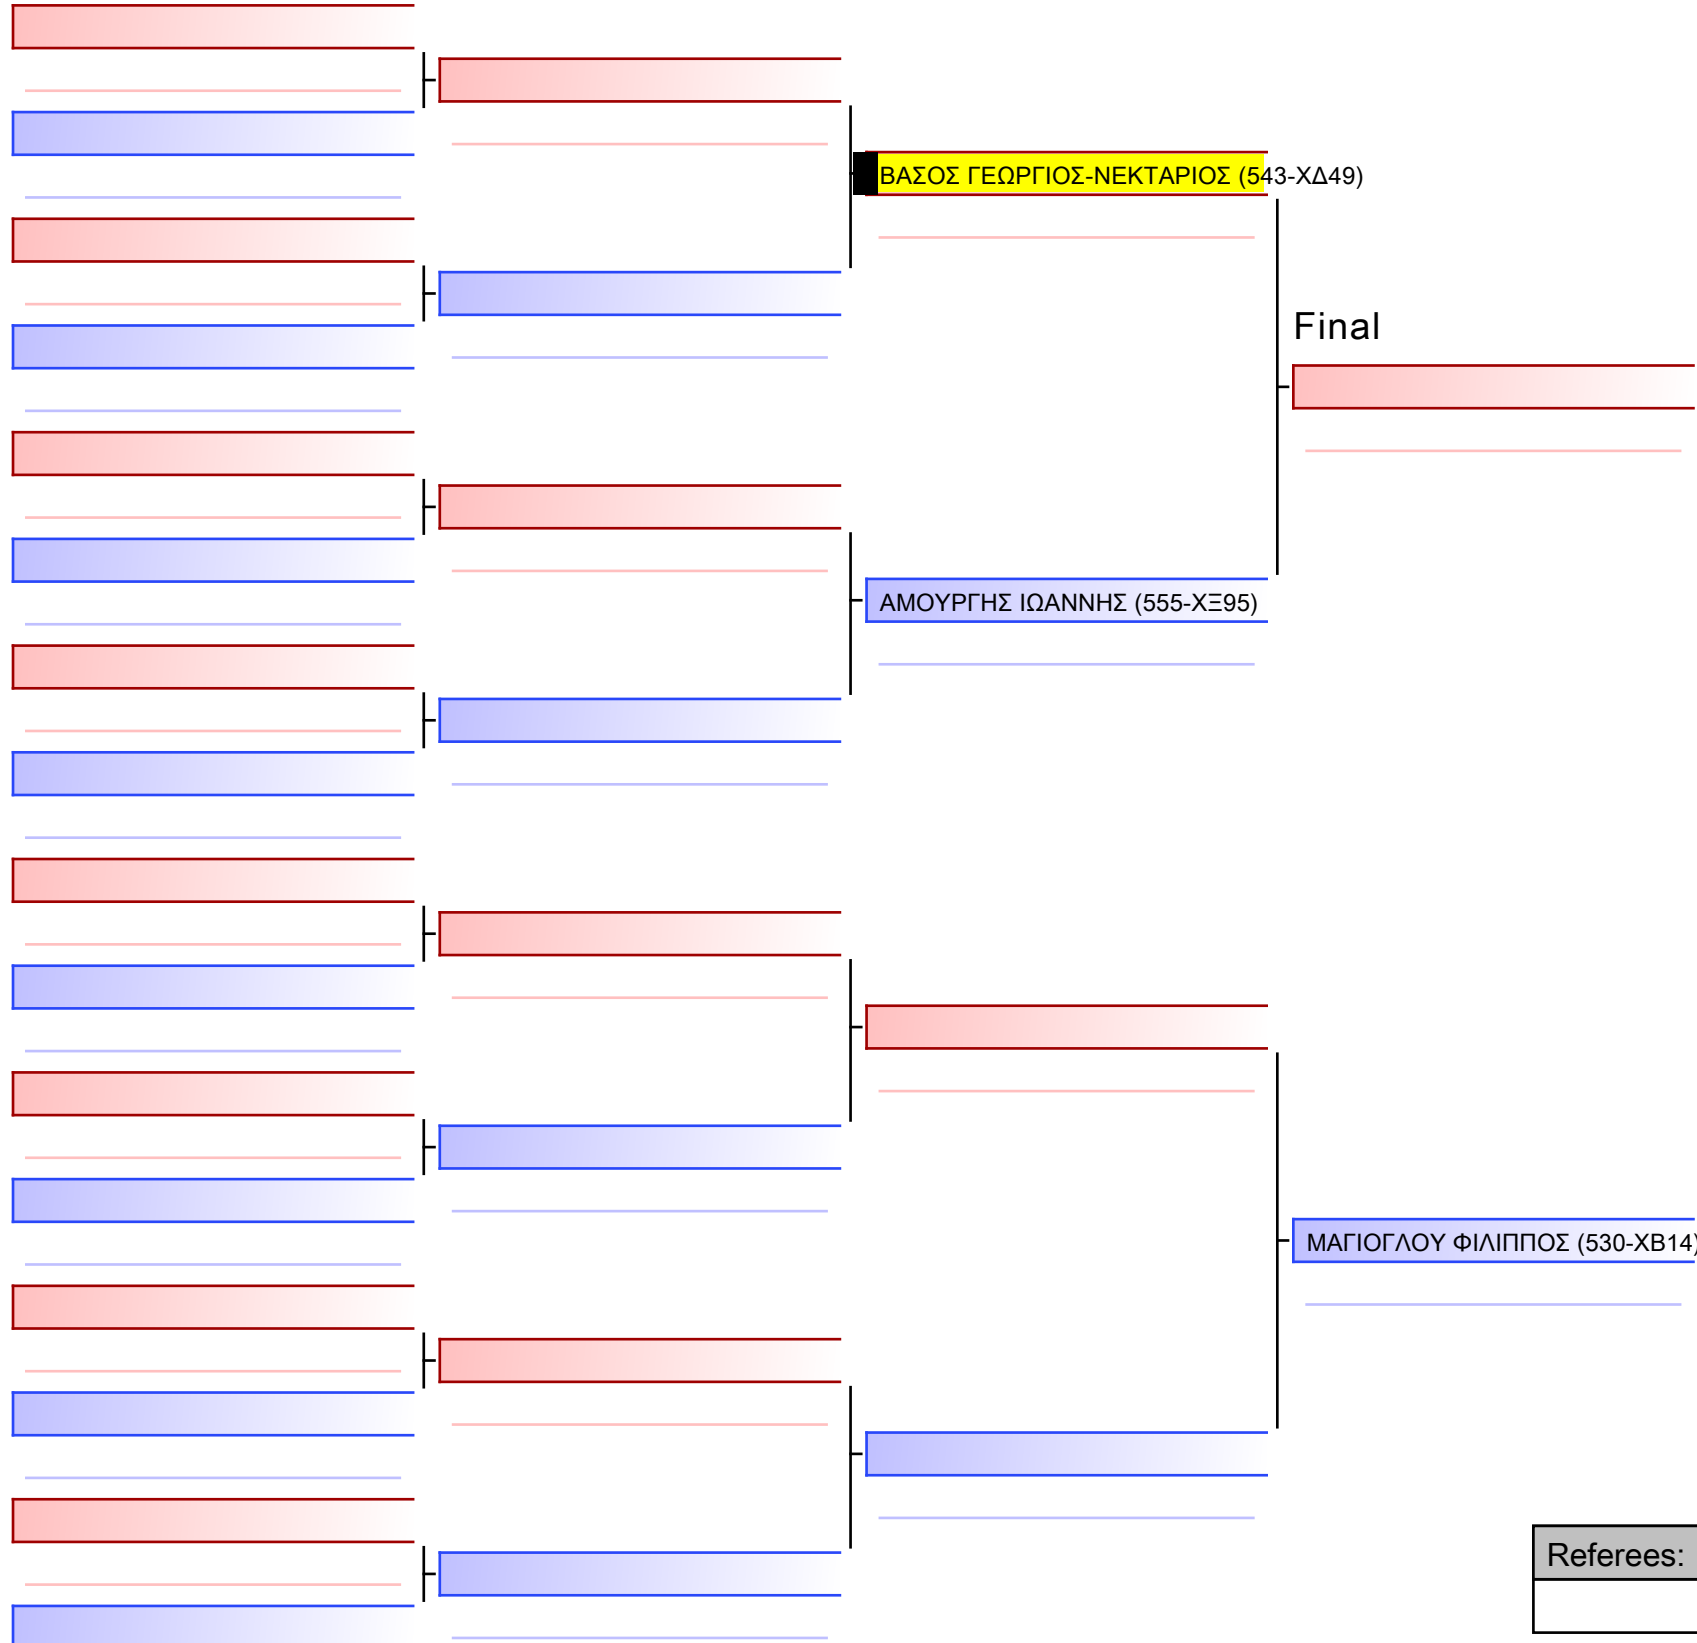 ΒΑΣΟΣ ΓΕΩΡΓΙΟΣ-ΝΕΚΤΑΡΙΟΣ (543-ΧΔ49)
Final
ΑΜΟΥΡΓΗΣ ΙΩΑΝΝΗΣ (555-ΧΞ95)
ΜΑΓΙΟΓΛΟΥ ΦΙΛΙΠΠΟΣ (530-ΧΒ14)
Referees: